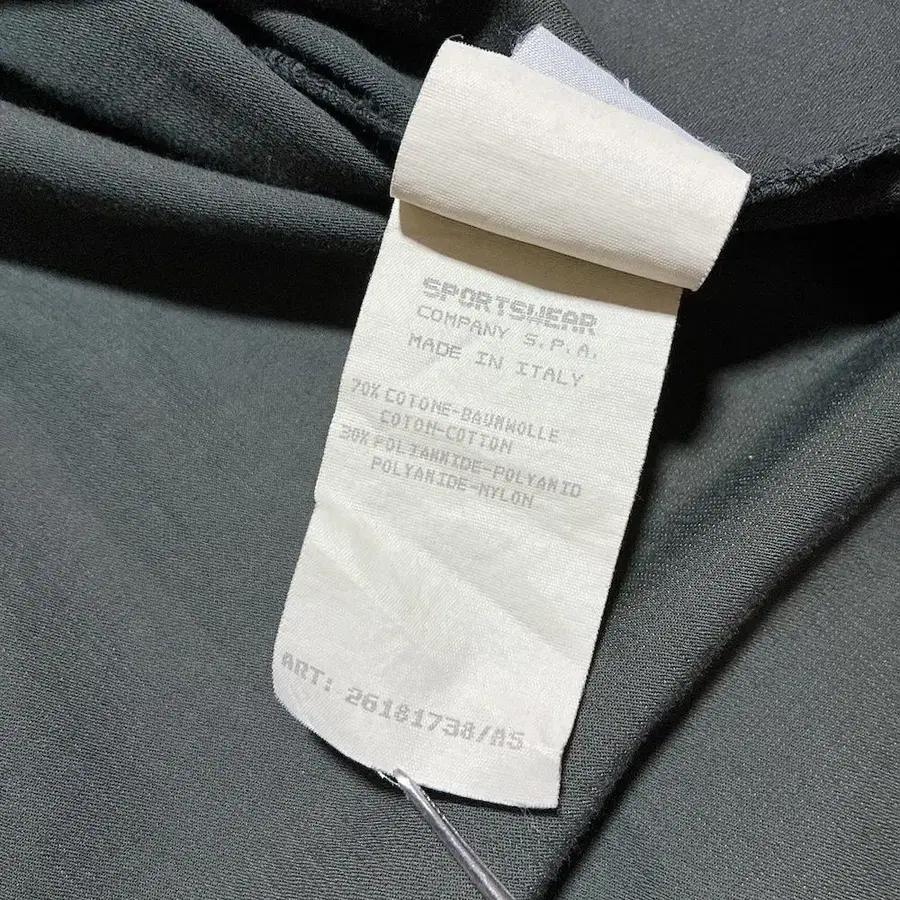 SPORTSWEAR
COMPANY S.P.A.
MADE IN ITALY
70% COTONE-BAUMWOLLE
COTON-COTTON
30% POLIAMMIDE-POLYAMID
POLYAMIDE-NYLON
ART: 26181738/A5